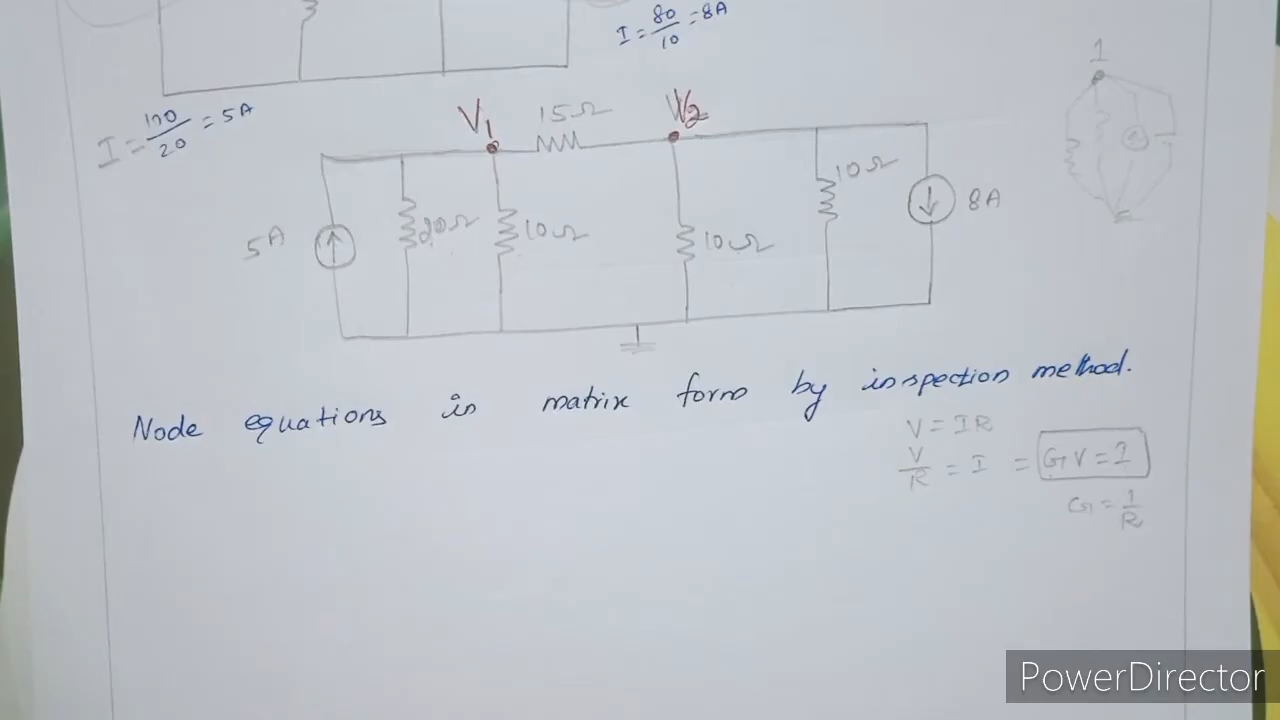 I = 80/10 = 8A
I = 100/20 = 5A
V1
15Ω
V2
1
5A
20Ω
10Ω
10Ω
10Ω
8A
Node equations in matrix form by inspection method.
V = IR
V/R = I = GV = I
G = 1/R
PowerDirector